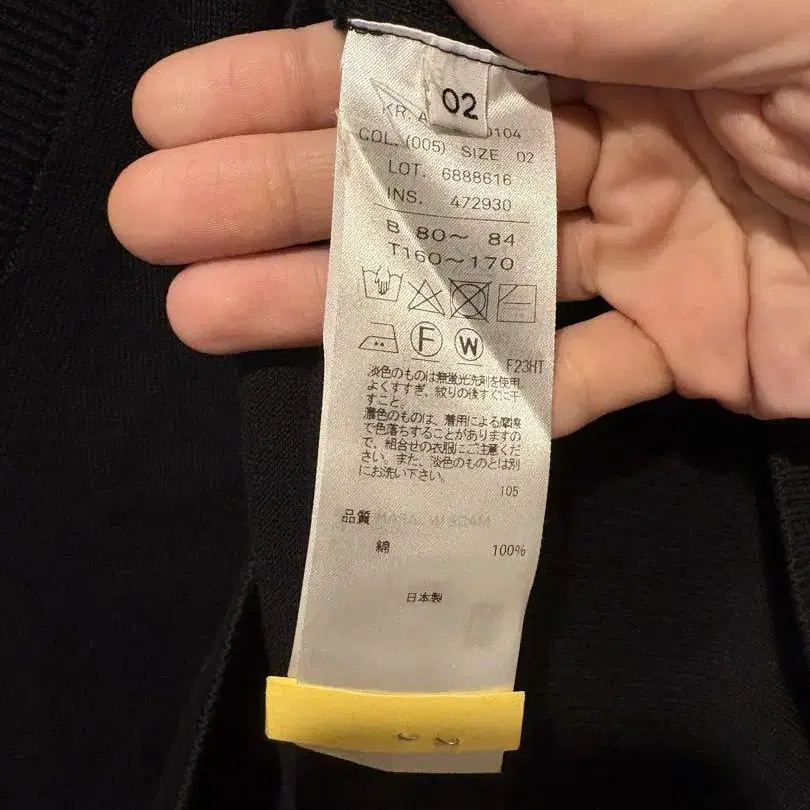 02
KR. A 0104
COL. (005) SIZE 02
LOT. 6888616
INS. 472930
B 80～ 84
T160～170
F W
F23HT
淡色のものは無蛍光洗剤を使用
よくすすぎ、絞りの後すぐに干
すこと。
濃色のものは、着用による摩擦
で色落ちすることがありますの
で、組合せの衣服にご注意くだ
さい。また、淡色のものとは別
にお洗い下さい。
105
品質
MADE IN JAPAN
綿 100%
日本製